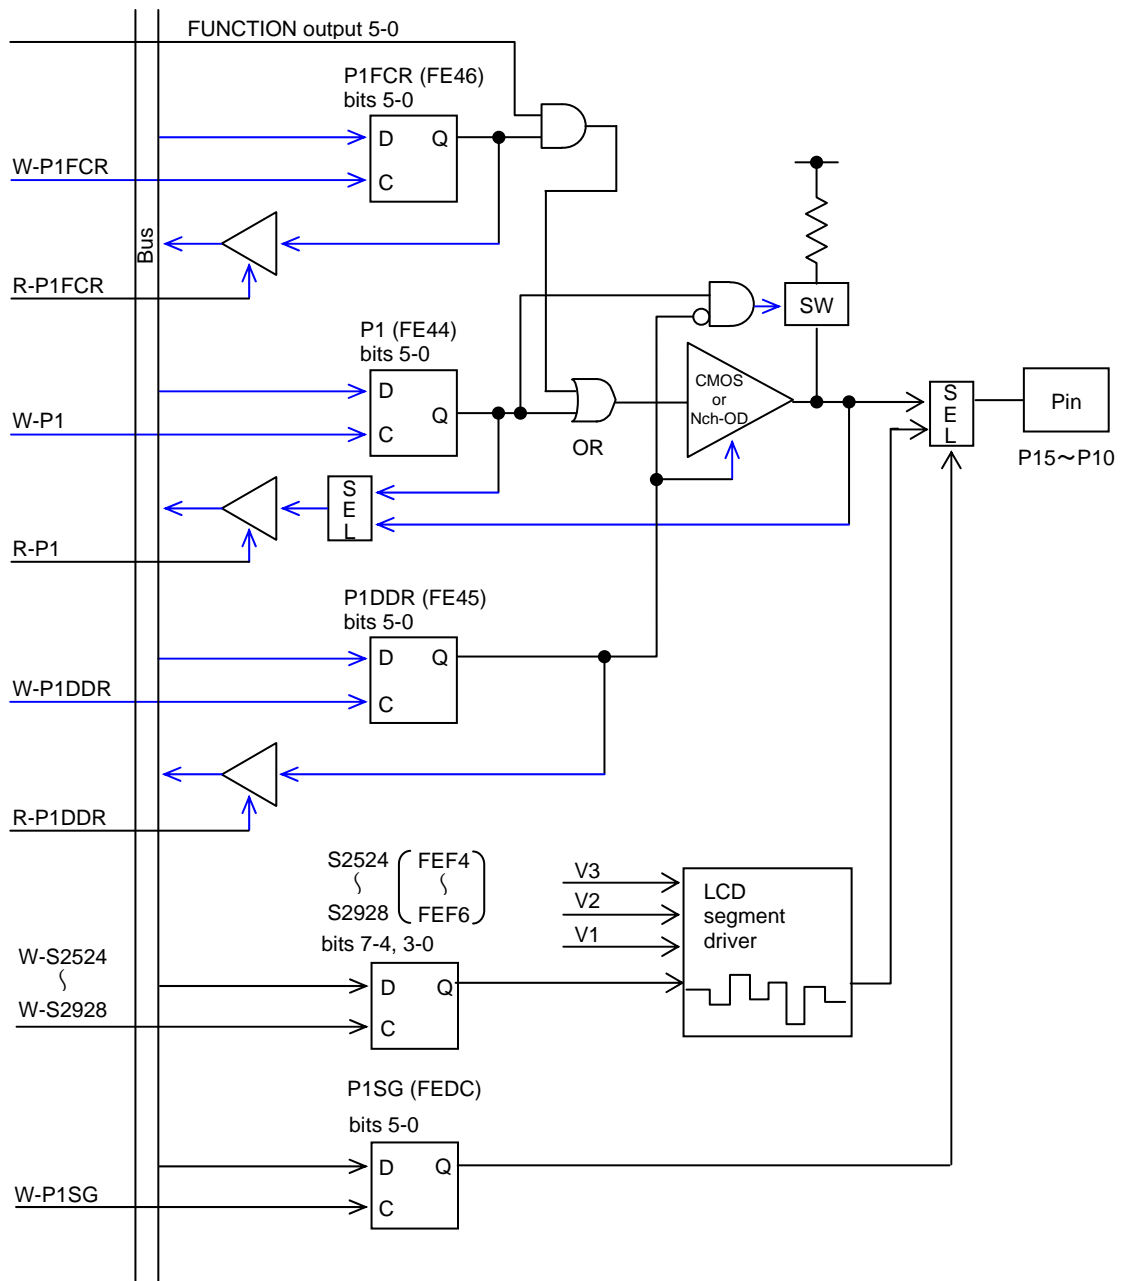 FUNCTION output 5-0
P1FCR (FE46)
bits 5-0
D Q
C
W-P1FCR
Bus
R-P1FCR
SW
P1 (FE44)
bits 5-0
D
Q
C
W-P1
CMOS
or
Nch-OD
OR
SEL
Pin
P15～P10
SEL
R-P1
P1DDR (FE45)
bits 5-0
D Q
C
W-P1DDR
R-P1DDR
S2524 FEF4
～ ～
S2928 FEF6
bits 7-4, 3-0
W-S2524
～
W-S2928
D Q
C
V3
V2
V1
LCD
segment
driver
P1SG (FEDC)
bits 5-0
D Q
C
W-P1SG